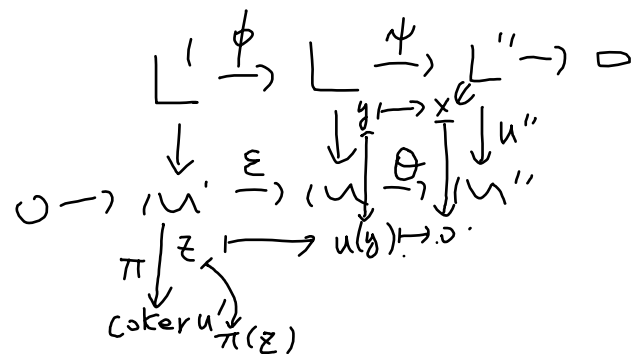 L' ϕ→ L ψ→ L'' → 0
y ↦ x ∈
↓ ↓ ↓ u''
0 → M' ε→ M θ→ M''
π z ↦ u(y) ↦ 0
coker u' π(z)